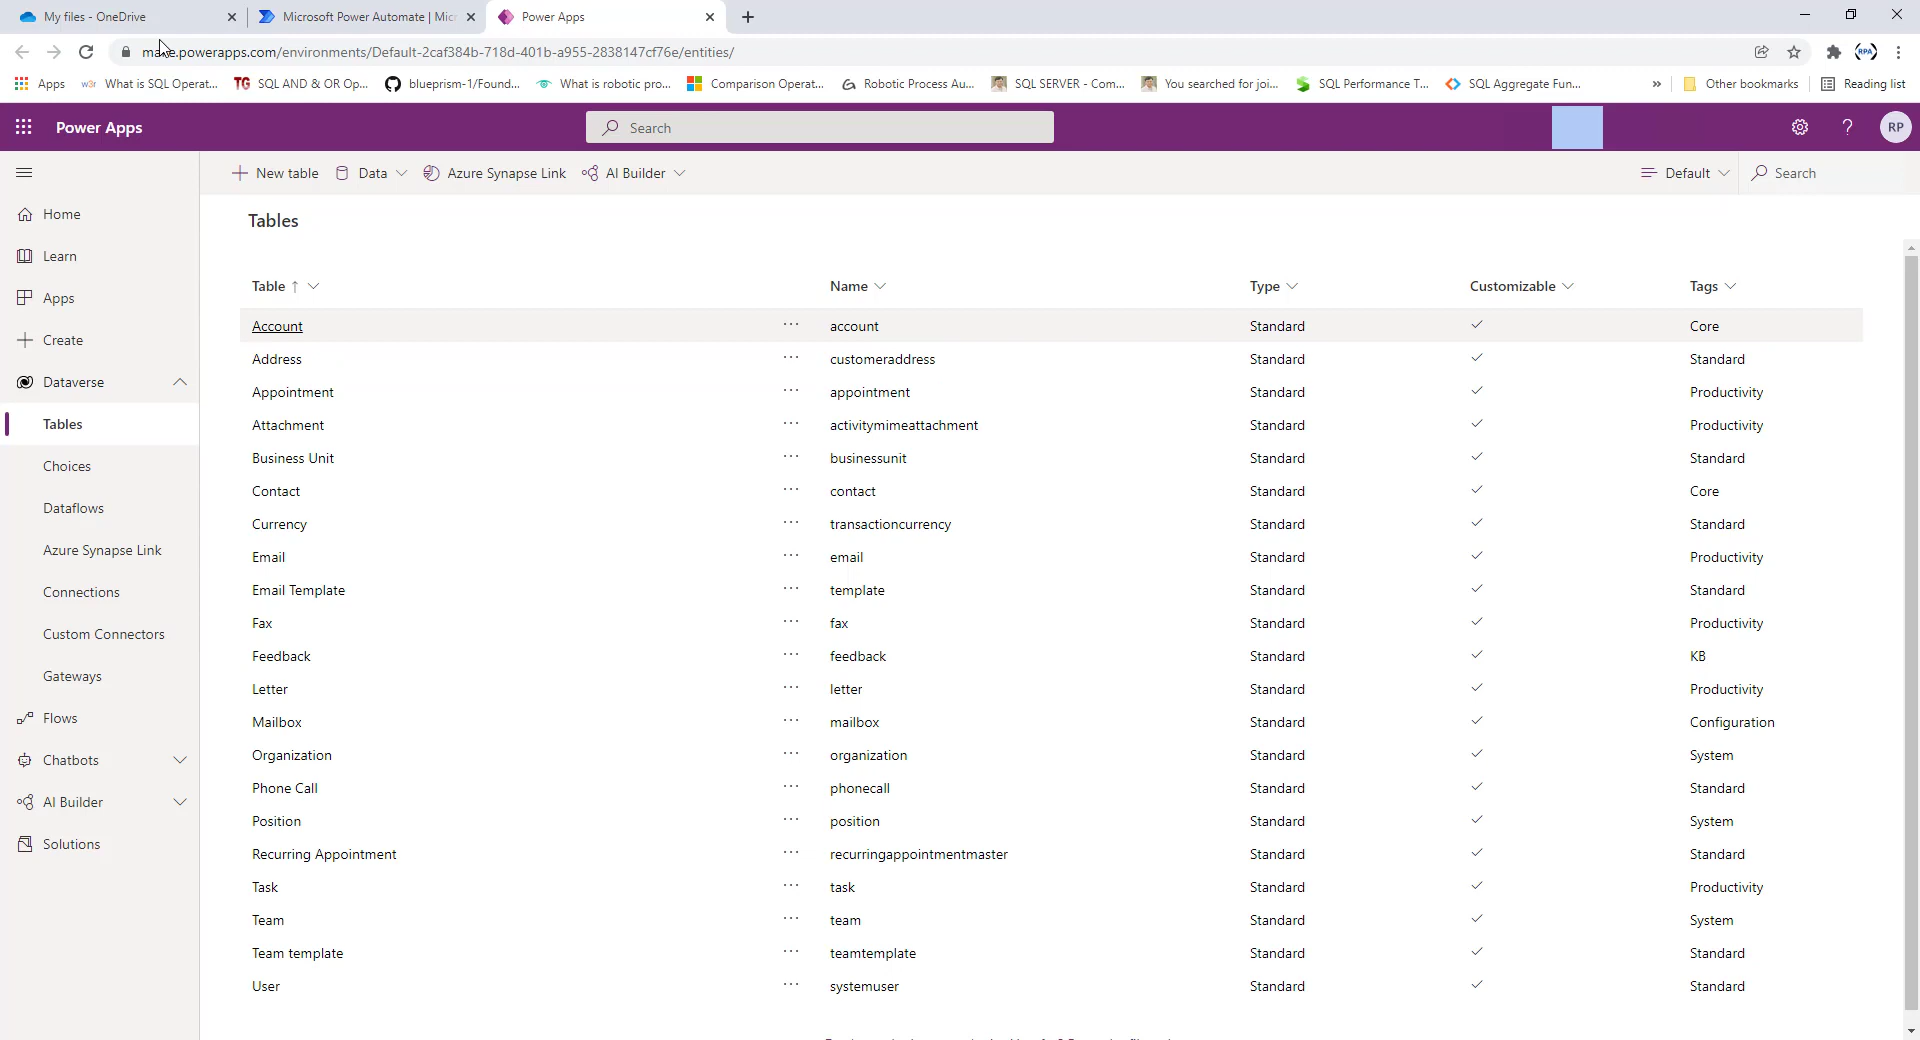 My files - OneDrive
Microsoft Power Automate | Micr
Power Apps
.powerapps.com/environments/Default-2caf384b-718d-401b-a955-2838147cf76e/entities/
Apps
What is SQL Operat...
SQL AND & OR Op...
blueprism-1/Found...
What is robotic pro...
Comparison Operat...
Robotic Process Au...
SQL SERVER - Com...
You searched for joi...
SQL Performance T...
SQL Aggregate Fun...
Other bookmarks
Reading list
Power Apps
Search
RP
New table
Data
Azure Synapse Link
AI Builder
Default
Search
Home
Learn
Apps
Create
Dataverse
Tables
Choices
Dataflows
Azure Synapse Link
Connections
Custom Connectors
Gateways
Flows
Chatbots
AI Builder
Solutions
Tables
Table ↑ Name Type Customizable Tags
Account ... account Standard ✓ Core
Address ... customeraddress Standard ✓ Standard
Appointment ... appointment Standard ✓ Productivity
Attachment ... activitymimeattachment Standard ✓ Productivity
Business Unit ... businessunit Standard ✓ Standard
Contact ... contact Standard ✓ Core
Currency ... transactioncurrency Standard ✓ Standard
Email ... email Standard ✓ Productivity
Email Template ... template Standard ✓ Standard
Fax ... fax Standard ✓ Productivity
Feedback ... feedback Standard ✓ KB
Letter ... letter Standard ✓ Productivity
Mailbox ... mailbox Standard ✓ Configuration
Organization ... organization Standard ✓ System
Phone Call ... phonecall Standard ✓ Standard
Position ... position Standard ✓ System
Recurring Appointment ... recurringappointmentmaster Standard ✓ Standard
Task ... task Standard ✓ Productivity
Team ... team Standard ✓ System
Team template ... teamtemplate Standard ✓ Standard
User ... systemuser Standard ✓ Standard